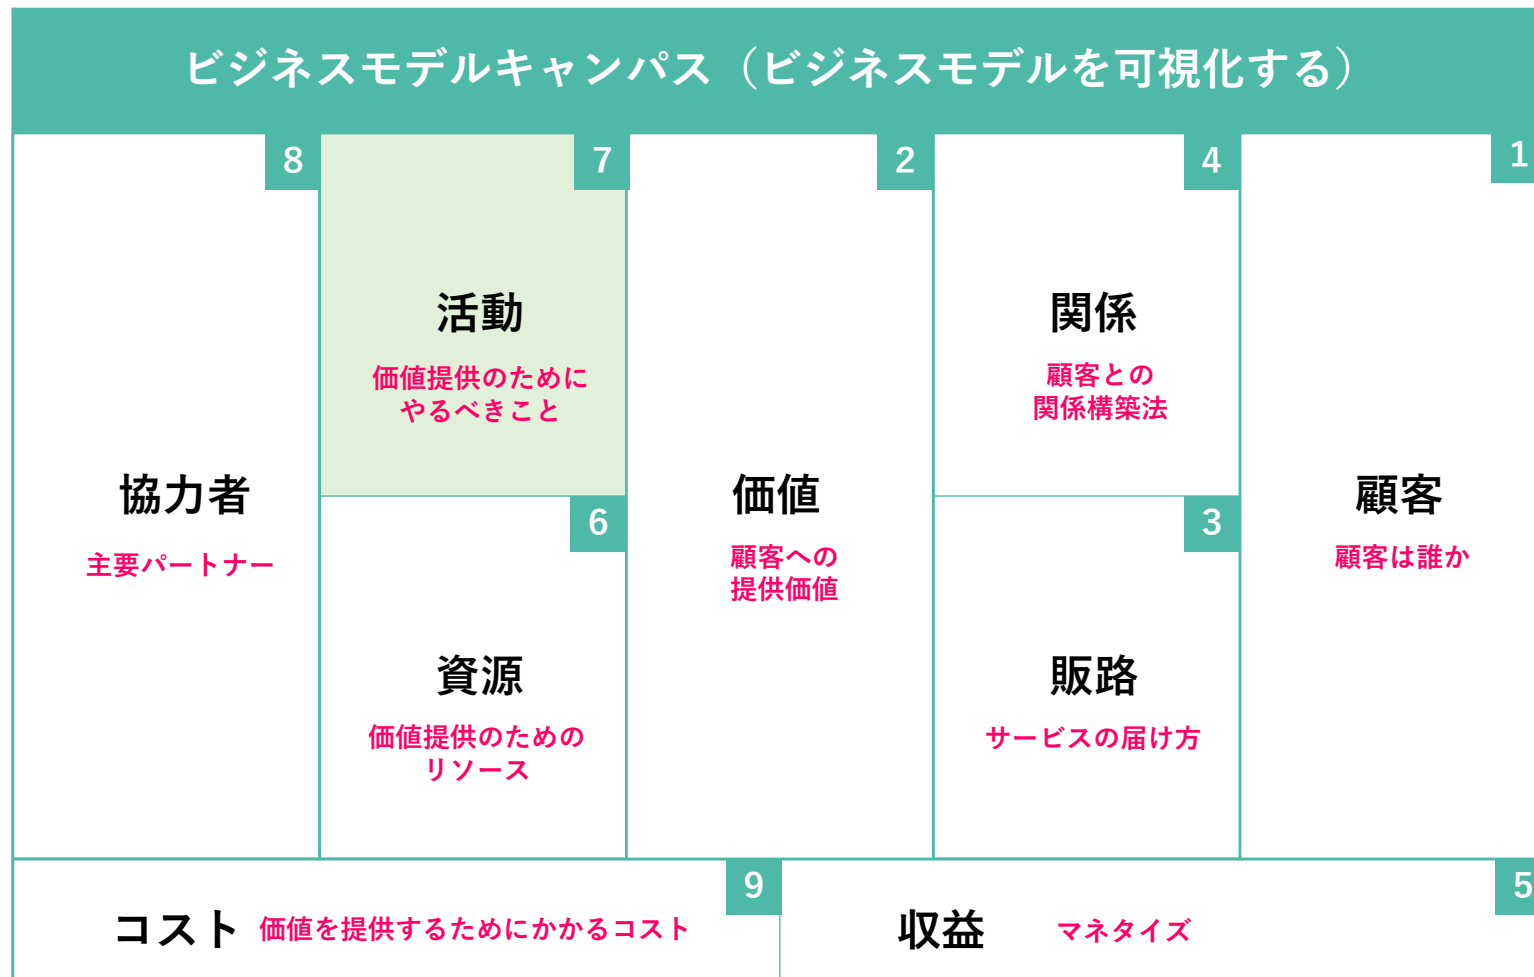 ビジネスモデルキャンパス（ビジネスモデルを可視化する）
8
協力者
主要パートナー
7
活動
価値提供のために
やるべきこと
6
資源
価値提供のための
リソース
2
価値
顧客への
提供価値
4
関係
顧客との
関係構築法
3
販路
サービスの届け方
1
顧客
顧客は誰か
9
コスト 価値を提供するためにかかるコスト
5
収益 マネタイズ